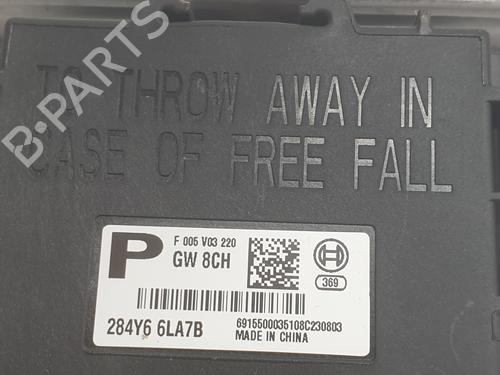 B-PARTS
TO THROW AWAY IN
CASE OF FREE FALL
P
F 005 V03 220
GW 8CH
369
284Y6 6LA7B
6915500035108C230803
MADE IN CHINA